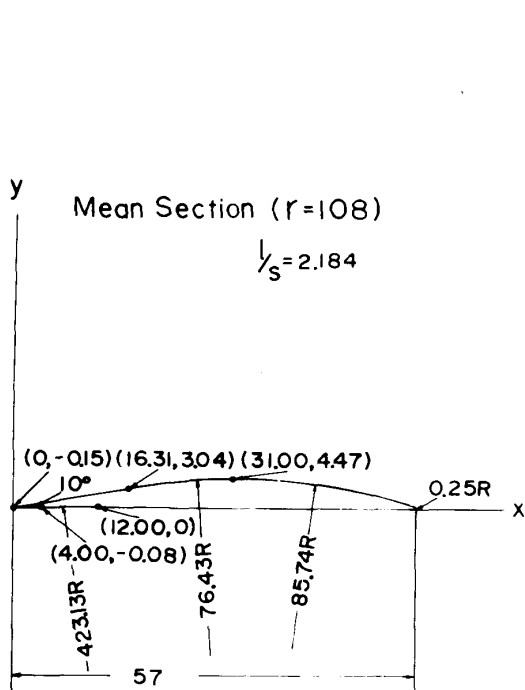 y
Mean Section (r=108)
l/s=2.184
(0,-0.15) (16.31,3.04) (31.00,4.47)
10°
0.25R
x
(12.00,0)
(4.00,-0.08)
423.13R
76.43R
85.74R
57